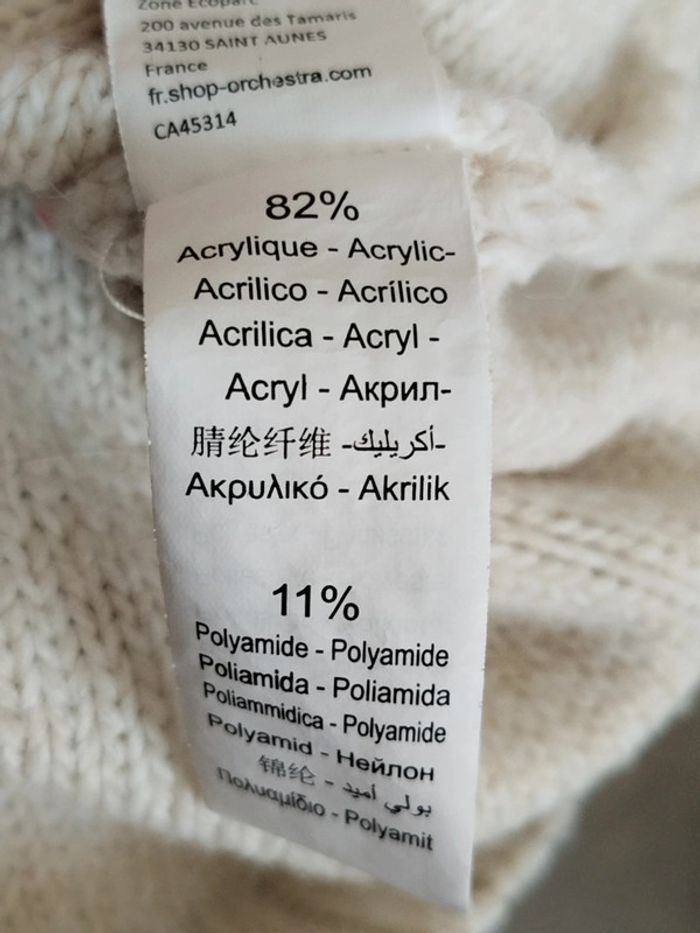 Zone Ecoparc
200 avenue des Tamaris
34130 SAINT AUNES
France
fr.shop-orchestra.com
CA45314
82%
Acrylique - Acrylic-
Acrilico - Acrílico
Acrilica - Acryl -
Acryl - Акрил-
腈纶纤维 -أكريليك-
Ακρυλικό - Akrilik
11%
Polyamide - Polyamide
Poliamida - Poliamida
Poliammidica - Polyamide
Polyamid - Нейлон
锦纶 - بولي أميد
Πολυαμίδιο - Polyamit